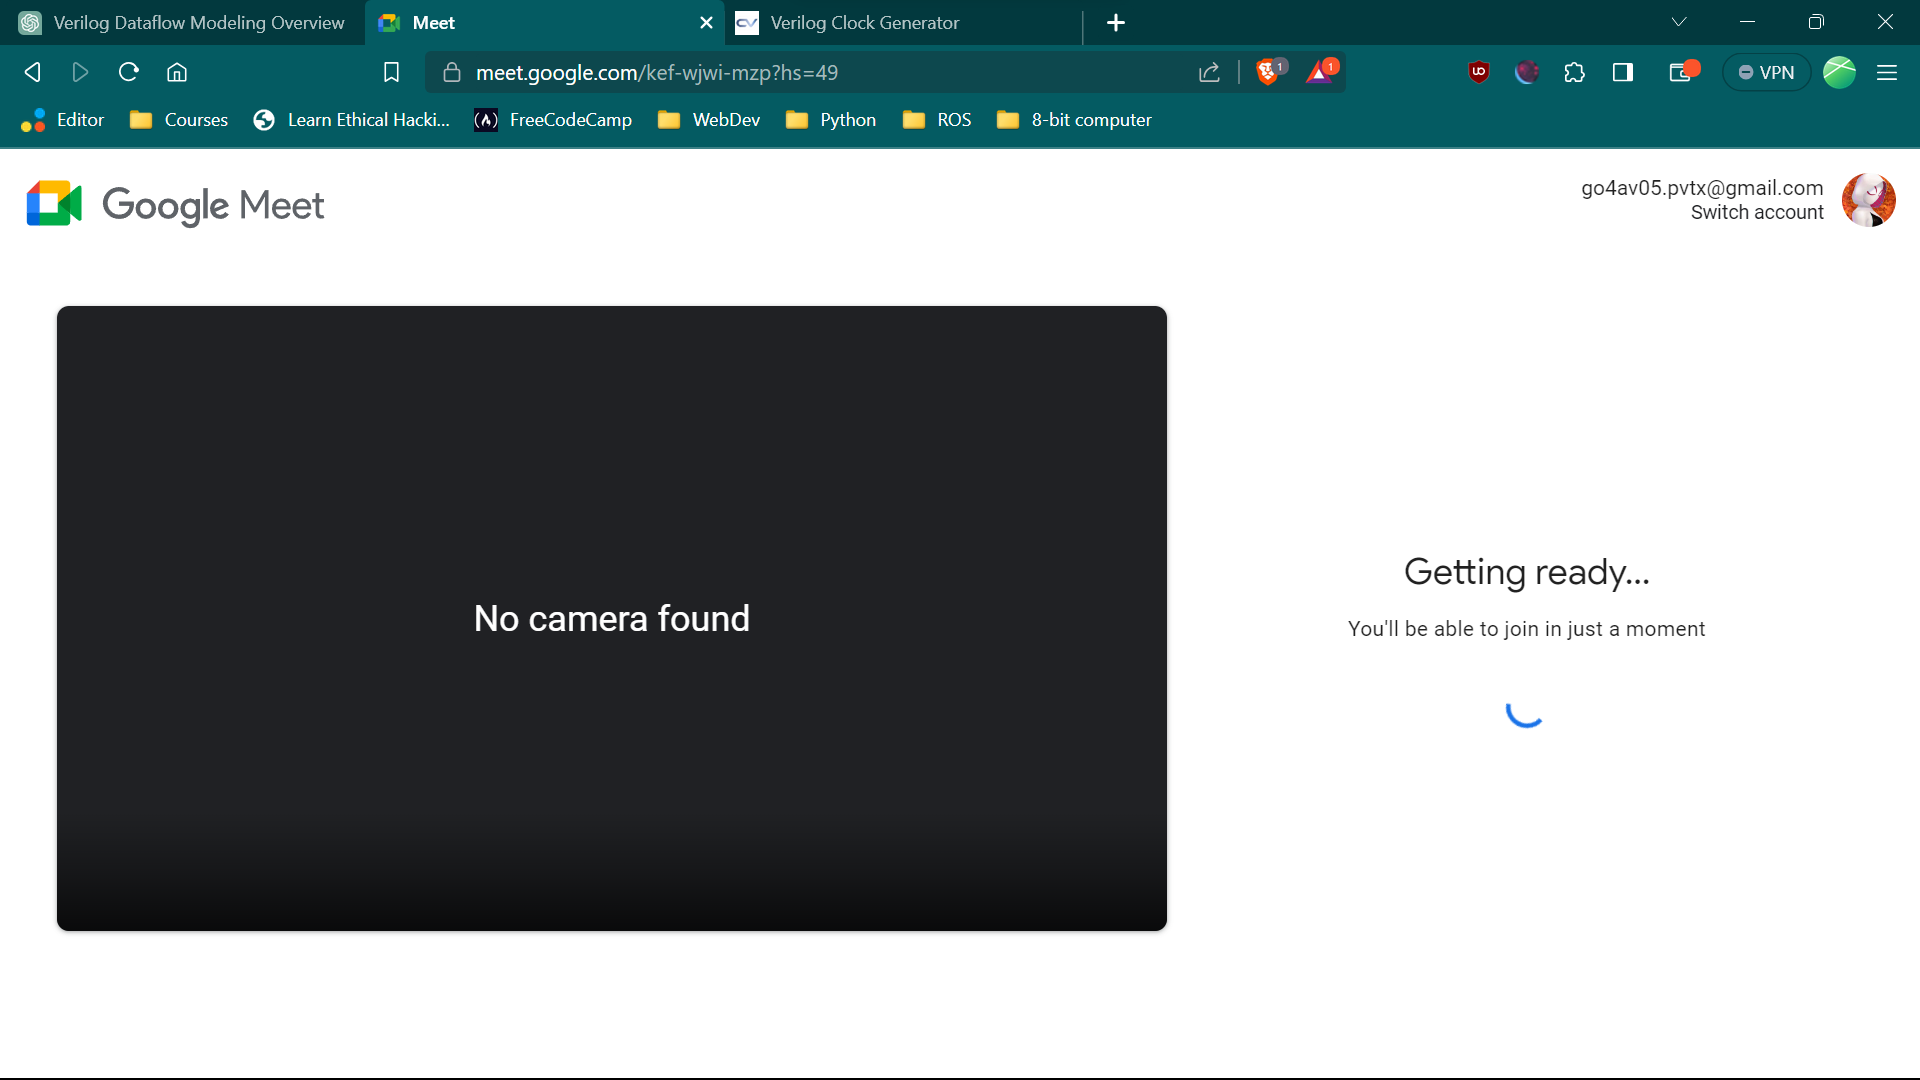 Verilog Dataflow Modeling Overview
Meet
Verilog Clock Generator
meet.google.com/kef-wjwi-mzp?hs=49
1
1
VPN
Editor
Courses
Learn Ethical Hacki...
FreeCodeCamp
WebDev
Python
ROS
8-bit computer
Google Meet
go4av05.pvtx@gmail.com
Switch account
No camera found
Getting ready...
You'll be able to join in just a moment